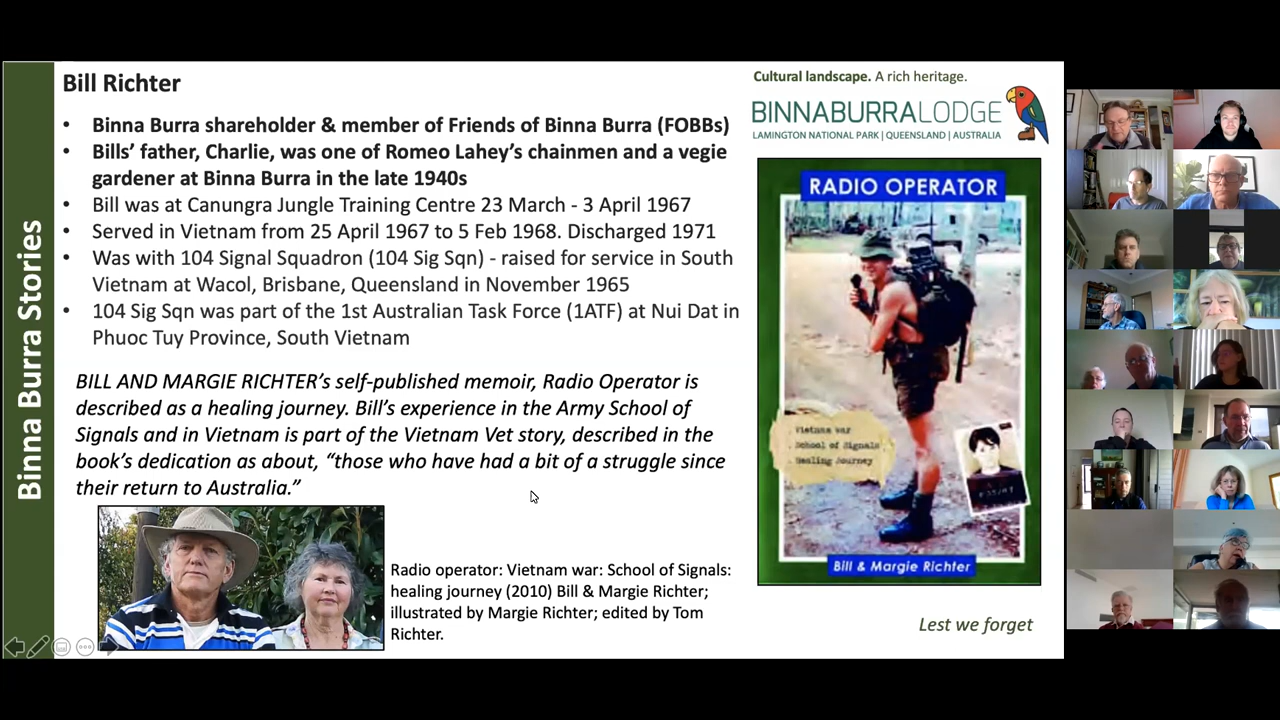 Binna Burra Stories
Bill Richter
• Binna Burra shareholder & member of Friends of Binna Burra (FOBBs)
• Bills’ father, Charlie, was one of Romeo Lahey’s chainmen and a vegie
gardener at Binna Burra in the late 1940s
• Bill was at Canungra Jungle Training Centre 23 March - 3 April 1967
• Served in Vietnam from 25 April 1967 to 5 Feb 1968. Discharged 1971
• Was with 104 Signal Squadron (104 Sig Sqn) - raised for service in South
Vietnam at Wacol, Brisbane, Queensland in November 1965
• 104 Sig Sqn was part of the 1st Australian Task Force (1ATF) at Nui Dat in
Phuoc Tuy Province, South Vietnam
BILL AND MARGIE RICHTER’s self-published memoir, Radio Operator is
described as a healing journey. Bill’s experience in the Army School of
Signals and in Vietnam is part of the Vietnam Vet story, described in the
book’s dedication as about, “those who have had a bit of a struggle since
their return to Australia.”
Radio operator: Vietnam war: School of Signals:
healing journey (2010) Bill & Margie Richter;
illustrated by Margie Richter; edited by Tom
Richter.
Cultural landscape. A rich heritage.
BINNABURRALODGE
LAMINGTON NATIONAL PARK | QUEENSLAND | AUSTRALIA
RADIO OPERATOR
Vietnam war
School of Signals
Healing Journey
Bill & Margie Richter
Lest we forget